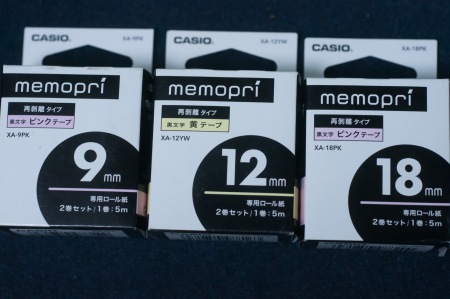 CASIO.
XA-9PK
memoprí
再剥離 タイプ
黒文字 ピンクテープ
XA-9PK
9mm
専用ロール紙
2巻セット/1巻:5m
CASIO.
XA-12YW
memoprí
再剥離 タイプ
黒文字 黄 テープ
XA-12YW
12mm
専用ロール紙
2巻セット/1巻:5m
CASIO.
XA-18PK
memoprí
再剥離 タイプ
黒文字 ピンクテープ
XA-18PK
18mm
専用ロール紙
2巻セット/1巻:5m